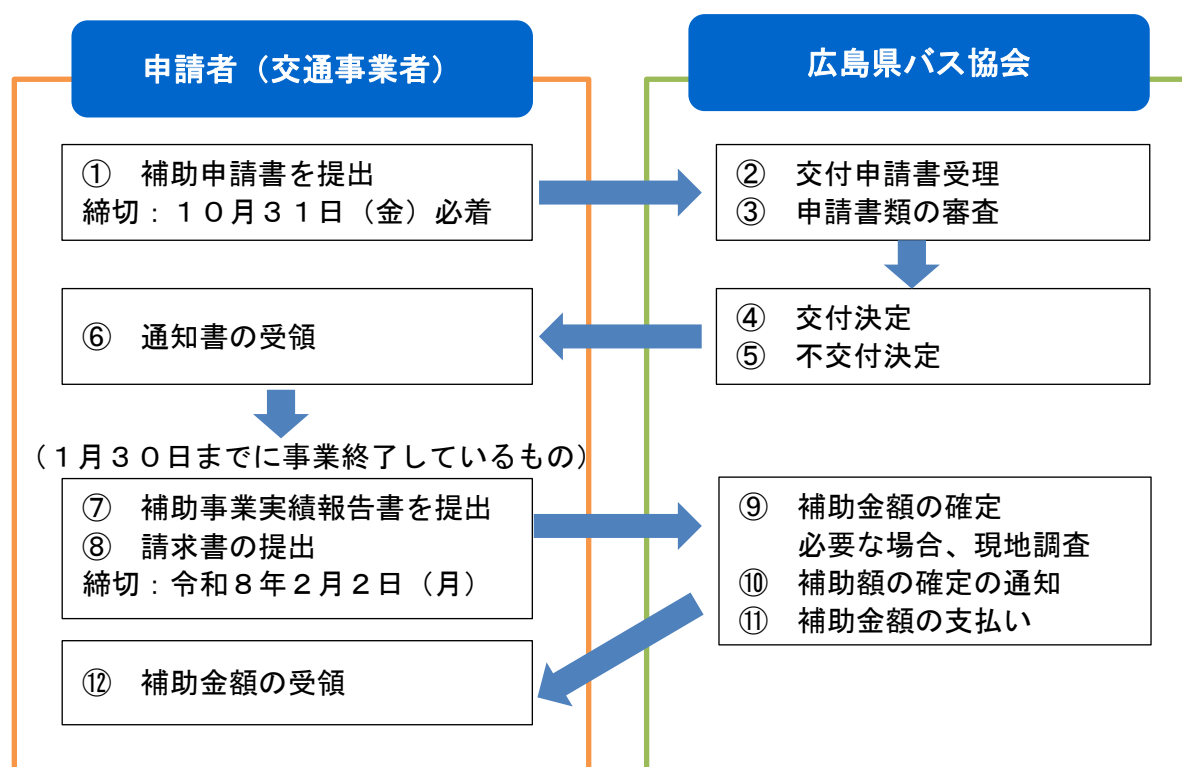 申請者（交通事業者）
広島県バス協会
①　補助申請書を提出
締切：１０月３１日（金）必着
②　交付申請書受理
③　申請書類の審査
④　交付決定
⑤　不交付決定
⑥　通知書の受領
（１月３０日までに事業終了しているもの）
⑦　補助事業実績報告書を提出
⑧　請求書の提出
締切：令和８年２月２日（月）
⑨　補助金額の確定
必要な場合、現地調査
⑩　補助額の確定の通知
⑪　補助金額の支払い
⑫　補助金額の受領